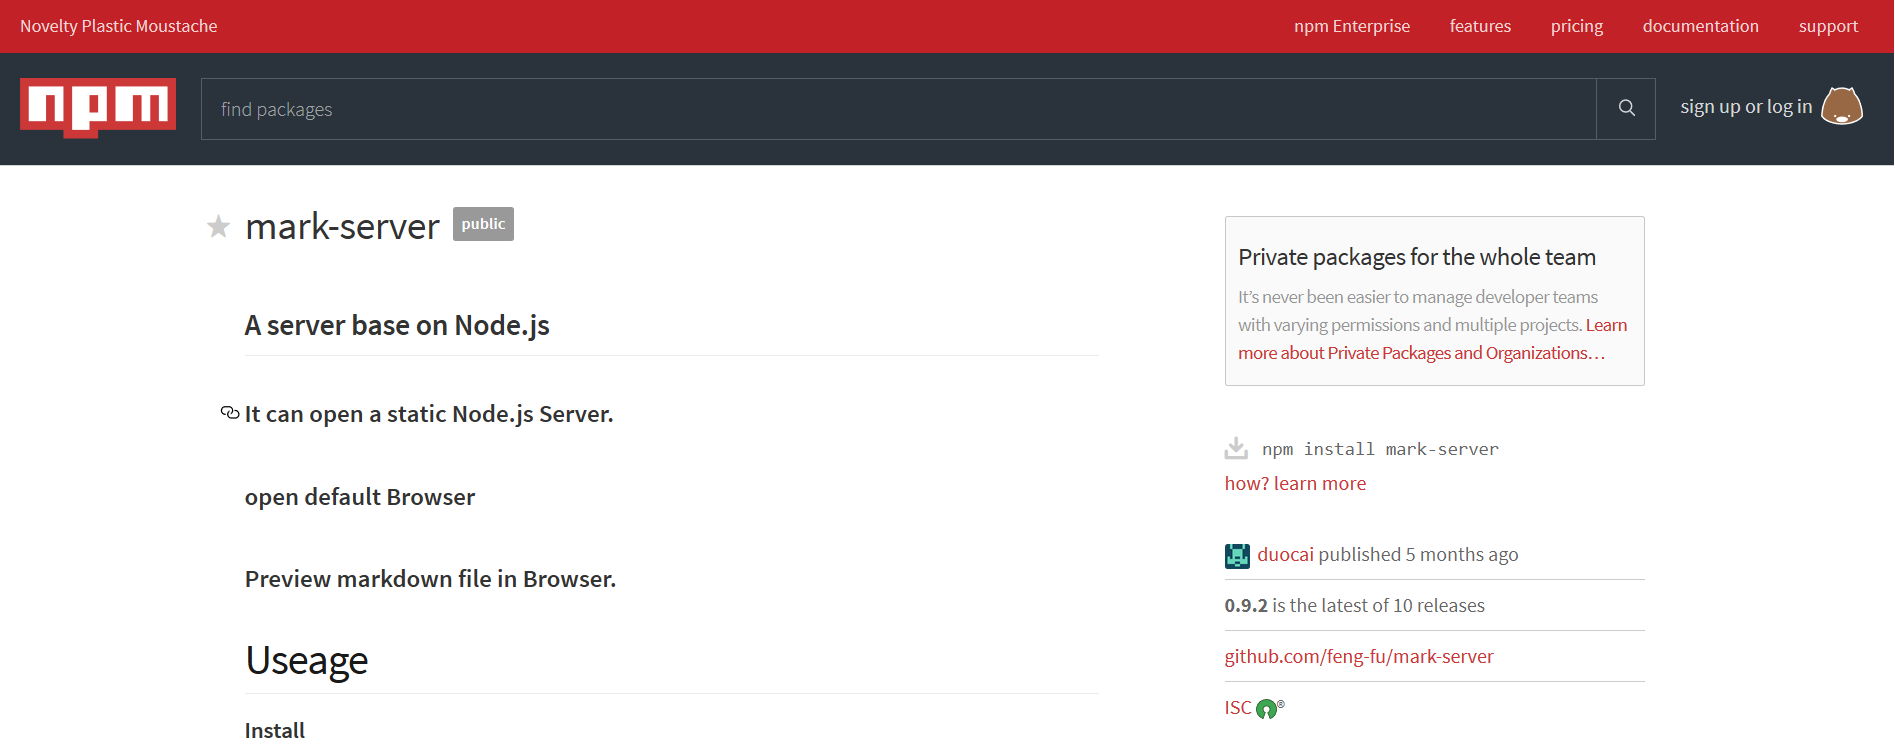 Novelty Plastic Moustache
npm Enterprise features pricing documentation support
npm
find packages
sign up or log in
mark-server public
A server base on Node.js
It can open a static Node.js Server.
open default Browser
Preview markdown file in Browser.
Useage
Install
Private packages for the whole team
It’s never been easier to manage developer teams
with varying permissions and multiple projects. Learn
more about Private Packages and Organizations…
npm install mark-server
how? learn more
duocai published 5 months ago
0.9.2 is the latest of 10 releases
github.com/feng-fu/mark-server
ISC ®